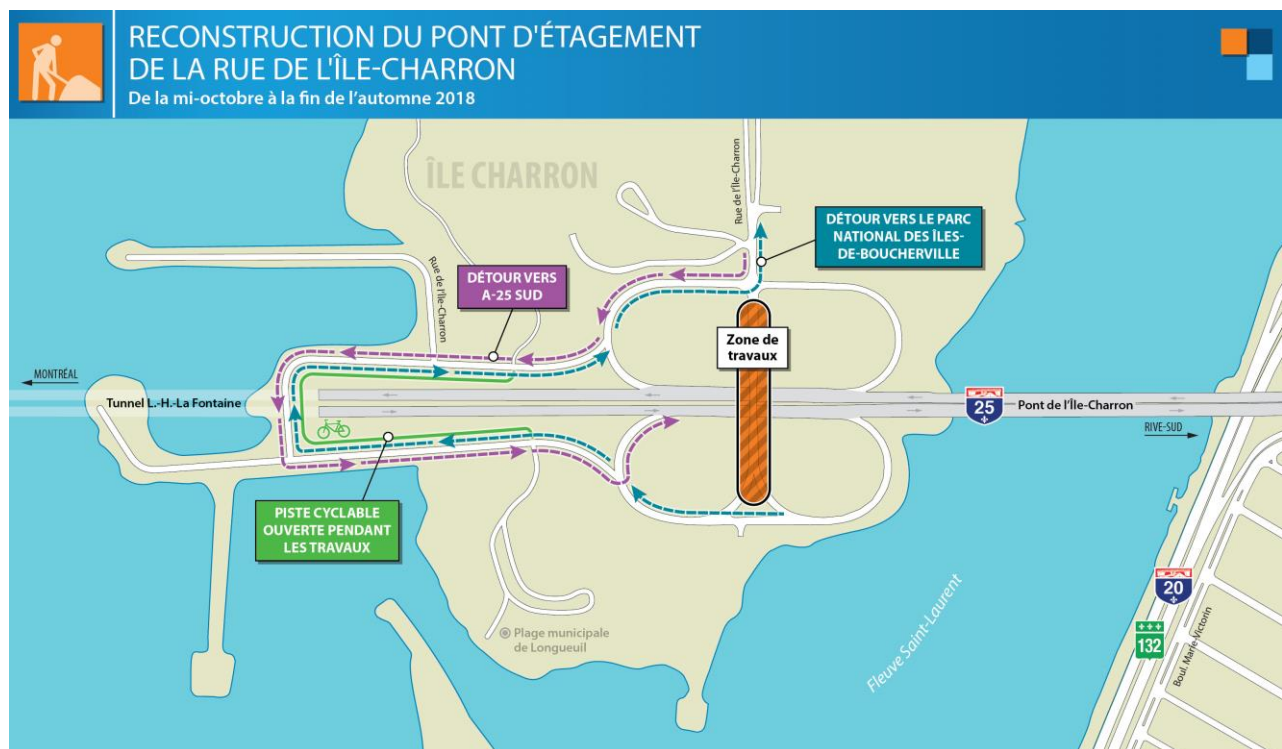 RECONSTRUCTION DU PONT D'ÉTAGEMENT
DE LA RUE DE L'ÎLE-CHARRON
De la mi-octobre à la fin de l'automne 2018
ÎLE CHARRON
Rue de l'Île-Charron
DÉTOUR VERS LE PARC
NATIONAL DES ÎLES-
DE-BOUCHERVILLE
Rue de l'Île-Charron
DÉTOUR VERS
A-25 SUD
Zone de
travaux
MONTRÉAL
Tunnel L.-H.-La Fontaine
25
Pont de l'Île-Charron
RIVE-SUD
PISTE CYCLABLE
OUVERTE PENDANT
LES TRAVAUX
Plage municipale
de Longueuil
Fleuve Saint-Laurent
20
132
Boul. Marie-Victorin